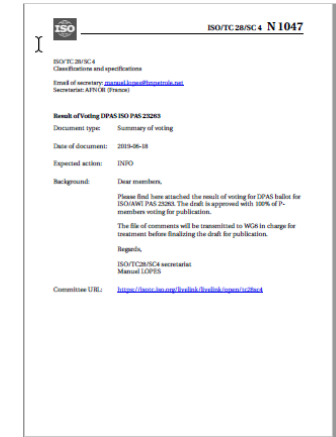 ISO
ISO/TC 28/SC 4 N 1047
ISO/TC 28/SC 4
Classifications and specifications
Email of secretary: manuel.lopes@impetrole.net
Secretariat: AFNOR (France)
Result of Voting DPAS ISO PAS 23263
Document type: Summary of voting
Date of document: 2019-06-18
Expected action: INFO
Background: Dear members,
Please find here attached the result of voting for DPAS ballot for
ISO/AWI PAS 23263. The draft is approved with 100% of P-
members voting for publication.
The file of comments will be transmitted to WG6 in charge for
treatment before finalizing the draft for publication.
Regards,
ISO/TC28/SC4 secretariat
Manuel LOPES
Committee URL: https://isotc.iso.org/livelink/livelink/open/tc28sc4